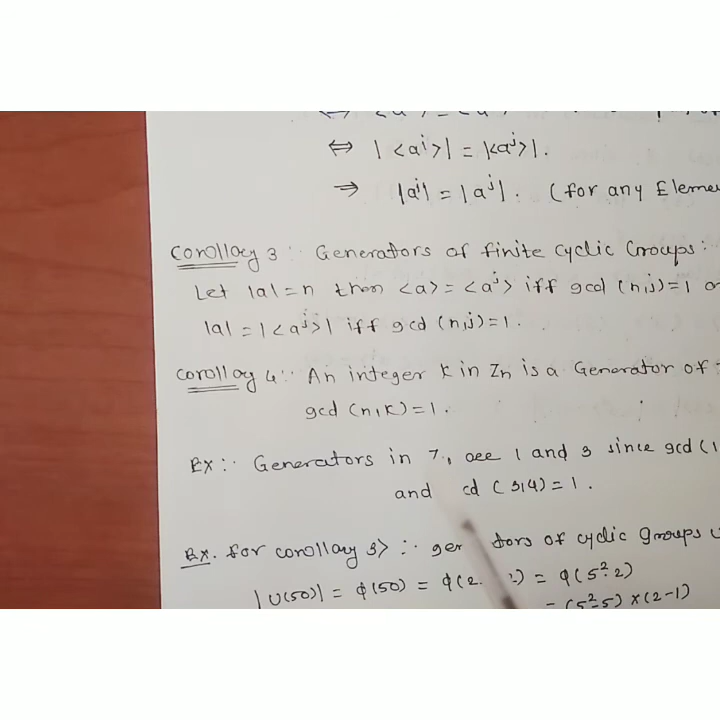 ⇔ |<aⁱ>| = |<aʲ>|.
⇒ |aⁱ| = |aʲ|. (for any Eleme
Corollary 3 : Generators of finite cyclic Groups:
Let |a| = n then <a> = <aʲ> iff gcd (n,j)=1 o
|a| = |<aʲ>| iff gcd (n,j)=1.
Corollary 4 :: An integer K in Zn is a Generator of
gcd (n,K)=1.
EX :: Generators in are 1 and 3 since gcd (1
and cd (3,4)=1.
Ex. for corollary 3> :: ger tors of cyclic groups
|U(50)| = φ(50) = φ(2. 2) = φ(5².2)
= (5²-5) × (2-1)